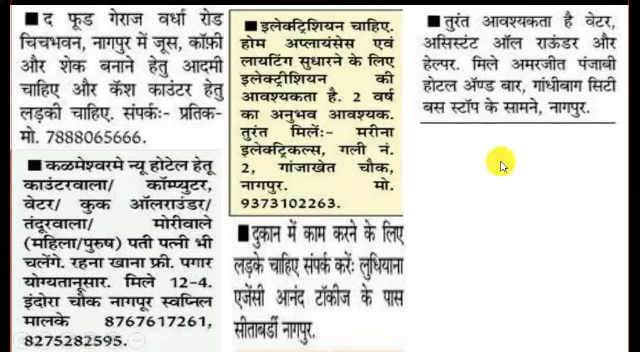 ■ द फूड गेराज वर्धा रोड
चिचभवन, नागपुर में जूस, कॉफ़ी
और शेक बनाने हेतु आदमी
चाहिए और कॅश काउंटर हेतु
लड़की चाहिए. संपर्कः- प्रतिक-
मो. 7888065666.
■ कळमेश्वरमे न्यू होटेल हेतू
काउंटरवाला/ कॉम्प्युटर,
वेटर/ कुक ऑलराउंडर/
तंदूरवाला/ मोरीवाले
(महिला/पुरुष) पती पत्नी भी
चलेंगे. रहना खाना फ्री. पगार
योग्यतानूसार. मिले 12-4.
इंदोरा चौक नागपूर स्वप्निल
मालके 8767617261,
8275282595.
■ इलेक्ट्रिशियन चाहिए.
होम अप्लायंसेस एवं
लायटिंग सुधारने के लिए
इलेक्ट्रीशियन की
आवश्यकता है. 2 वर्ष
का अनुभव आवश्यक.
तुरंत मिलें:- मरीना
इलेक्ट्रिकल्स, गली नं.
2, गांजाखेत चौक,
नागपुर. मो.
9373102263.
■ दुकान में काम करने के लिए
लड़के चाहिए संपर्क करेंः लुधियाना
एजेंसी आनंद टॉकीज के पास
सीताबर्डी नागपुर.
■ तुरंत आवश्यकता है वेटर,
असिस्टंट ऑल राऊंडर और
हेल्पर. मिले अमरजीत पंजाबी
होटल अ‍ॅण्ड बार, गांधीबाग सिटी
बस स्टॉप के सामने, नागपुर.